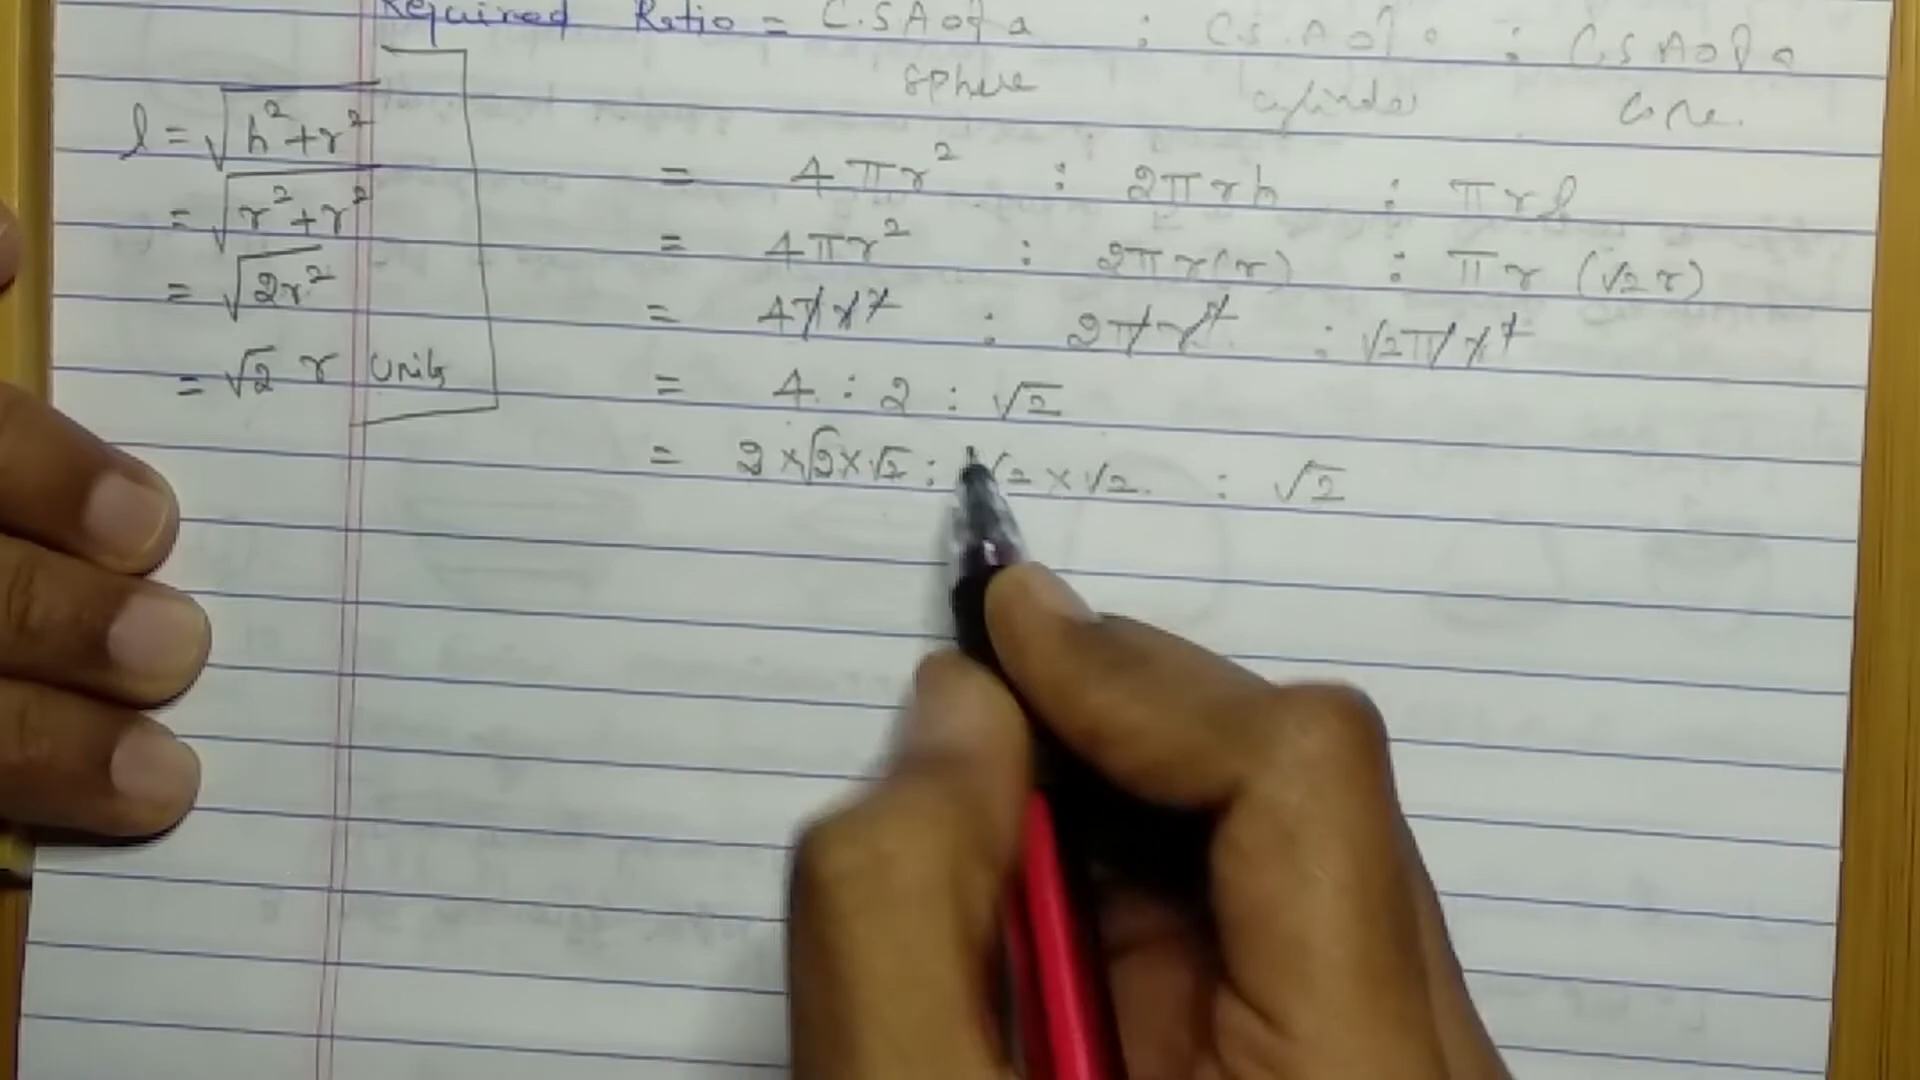 Required Ratio = C.S.A of a : C.S.A of a : C.S.A of a
sphere cylinder cone.
l = √(h²+r²)
= √(r²+r²)
= √(2r²)
= √2 r units
= 4πr² : 2πrh : πrl
= 4πr² : 2πr(r) : πr (√2 r)
= 4πr² : 2πr² : √2πr²
= 4 : 2 : √2
= 2×√2×√2 : √2×√2 : √2